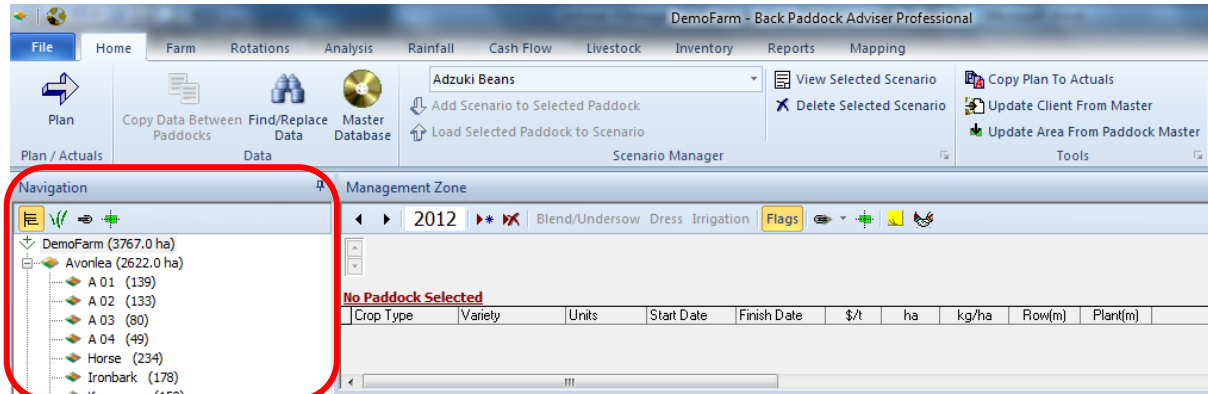 DemoFarm - Back Paddock Adviser Professional
File Home Farm Rotations Analysis Rainfall Cash Flow Livestock Inventory Reports Mapping
Plan
Copy Data Between Paddocks
Find/Replace Data
Master Database
Adzuki Beans
Add Scenario to Selected Paddock
Load Selected Paddock to Scenario
View Selected Scenario
Delete Selected Scenario
Copy Plan To Actuals
Update Client From Master
Update Area From Paddock Master
Plan / Actuals Data Scenario Manager Tools
Navigation
DemoFarm (3767.0 ha)
Avonlea (2622.0 ha)
A 01 (139)
A 02 (133)
A 03 (80)
A 04 (49)
Horse (234)
Ironbark (178)
Management Zone
2012 Blend/Undersow Dress Irrigation Flags
No Paddock Selected
Crop Type Variety Units Start Date Finish Date $/t ha kg/ha Row(m) Plant(m)